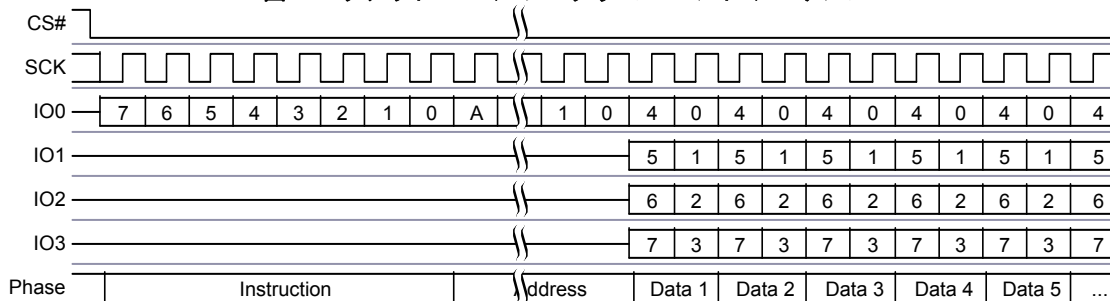 CS#
SCK
IO0 7 6 5 4 3 2 1 0 A 1 0 4 0 4 0 4 0 4 0 4 0 4
IO1 5 1 5 1 5 1 5 1 5 1 5
IO2 6 2 6 2 6 2 6 2 6 2 6
IO3 7 3 7 3 7 3 7 3 7 3 7
Phase Instruction Address Data 1 Data 2 Data 3 Data 4 Data 5 ...